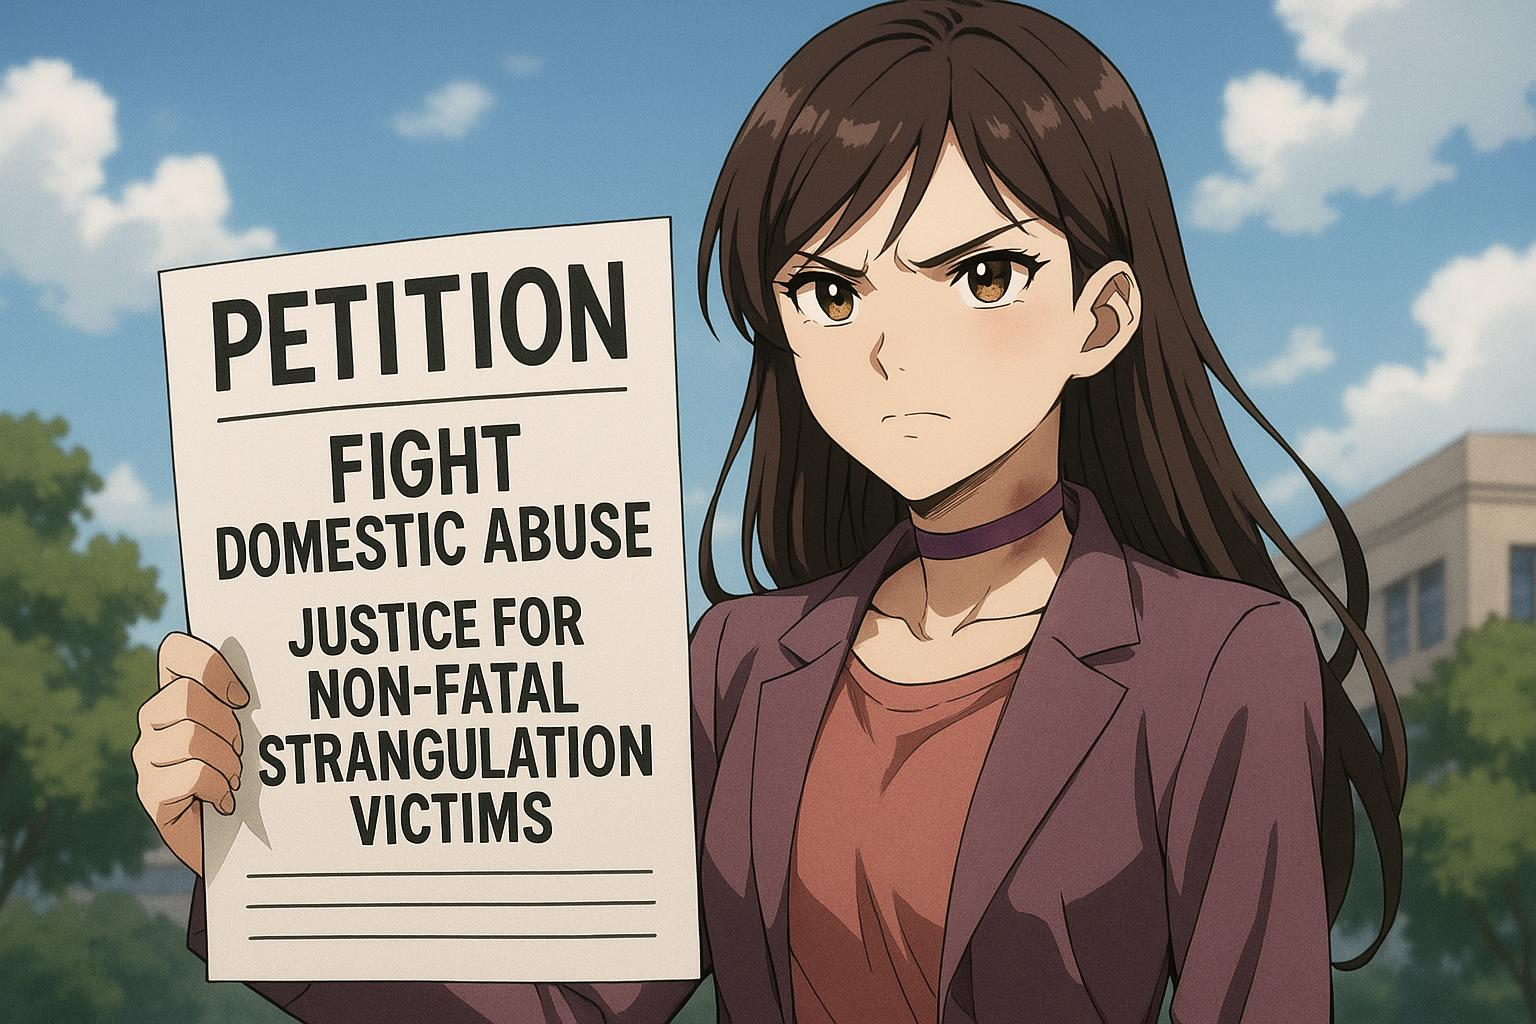 PETITION
FIGHT
DOMESTIC ABUSE
JUSTICE FOR
NON-FATAL
STRANGULATION
VICTIMS